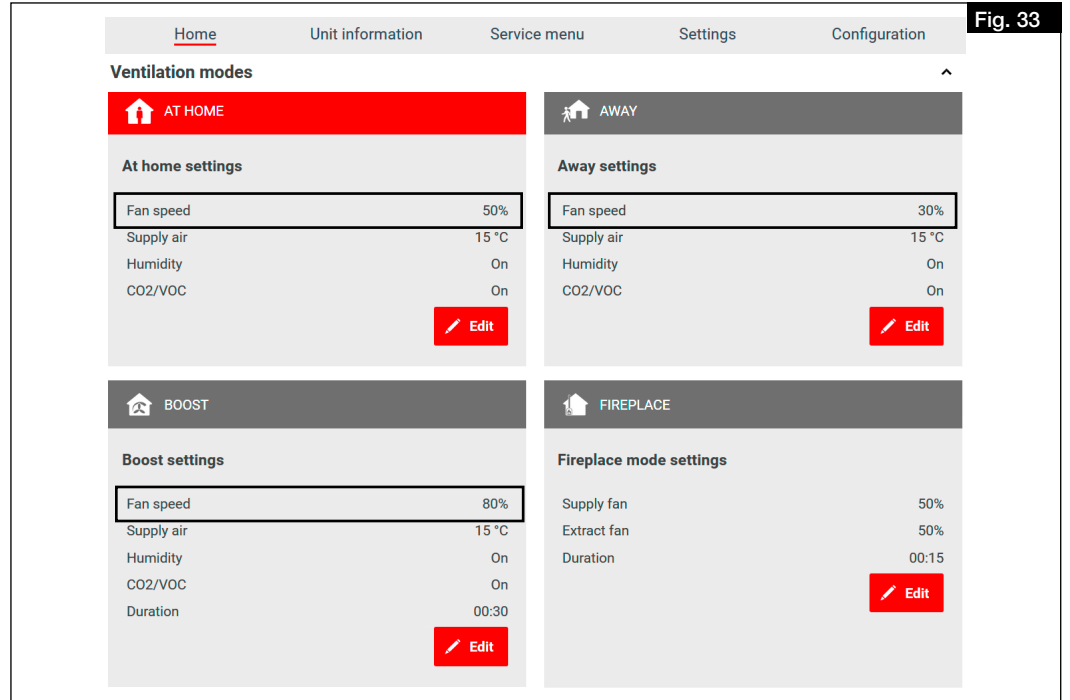 Fig. 33
Home Unit information Service menu Settings Configuration
Ventilation modes
AT HOME
At home settings
Fan speed 50%
Supply air 15 °C
Humidity On
CO2/VOC On
Edit
AWAY
Away settings
Fan speed 30%
Supply air 15 °C
Humidity On
CO2/VOC On
Edit
BOOST
Boost settings
Fan speed 80%
Supply air 15 °C
Humidity On
CO2/VOC On
Duration 00:30
Edit
FIREPLACE
Fireplace mode settings
Supply fan 50%
Extract fan 50%
Duration 00:15
Edit